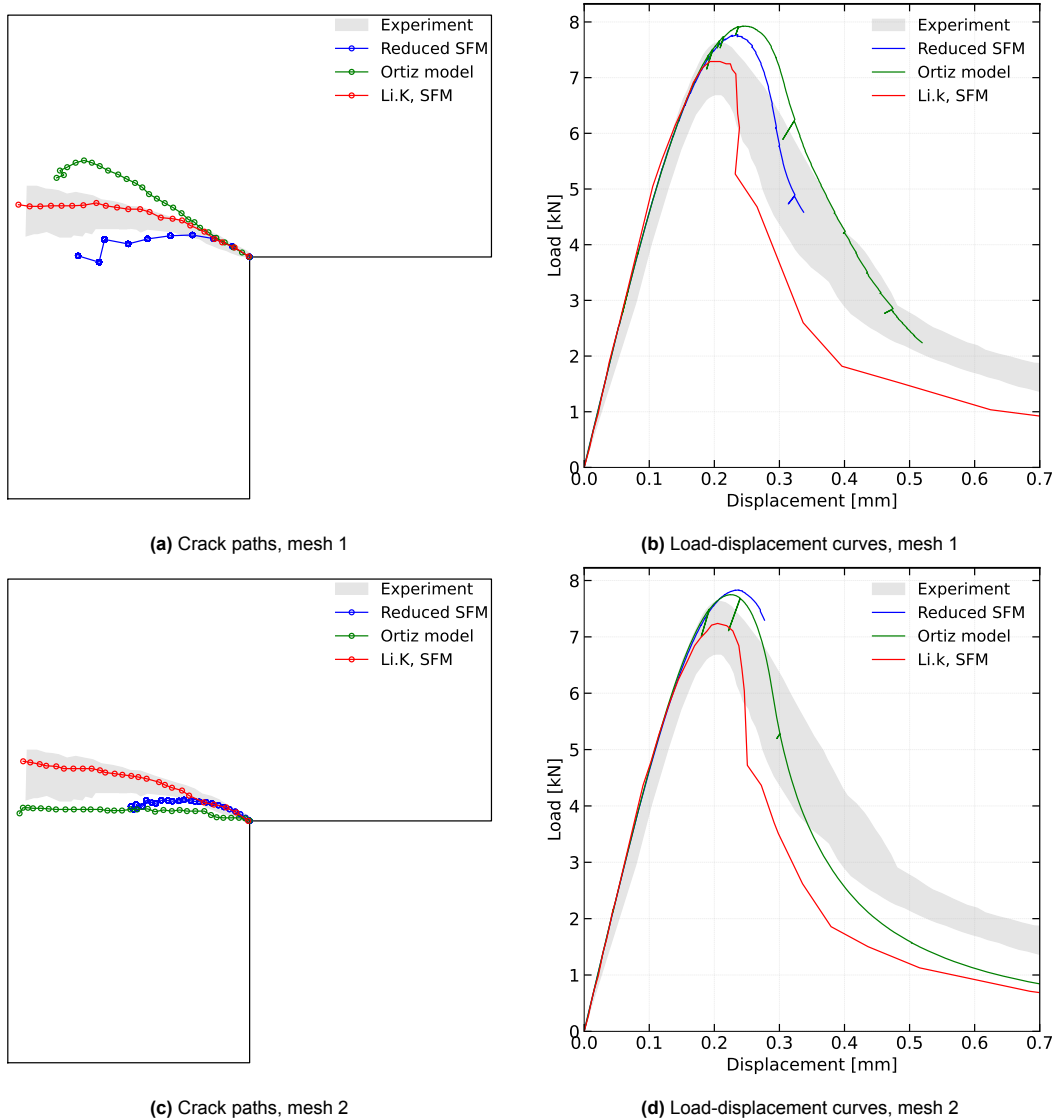 Experiment
Reduced SFM
Ortiz model
Li.K, SFM
(a) Crack paths, mesh 1
8
7
6
5
4
3
2
1
0
Load [kN]
Experiment
Reduced SFM
Ortiz model
Li.k, SFM
0.0 0.1 0.2 0.3 0.4 0.5 0.6 0.7
Displacement [mm]
(b) Load-displacement curves, mesh 1
Experiment
Reduced SFM
Ortiz model
Li.K, SFM
(c) Crack paths, mesh 2
8
7
6
5
4
3
2
1
0
Load [kN]
Experiment
Reduced SFM
Ortiz model
Li.k, SFM
0.0 0.1 0.2 0.3 0.4 0.5 0.6 0.7
Displacement [mm]
(d) Load-displacement curves, mesh 2